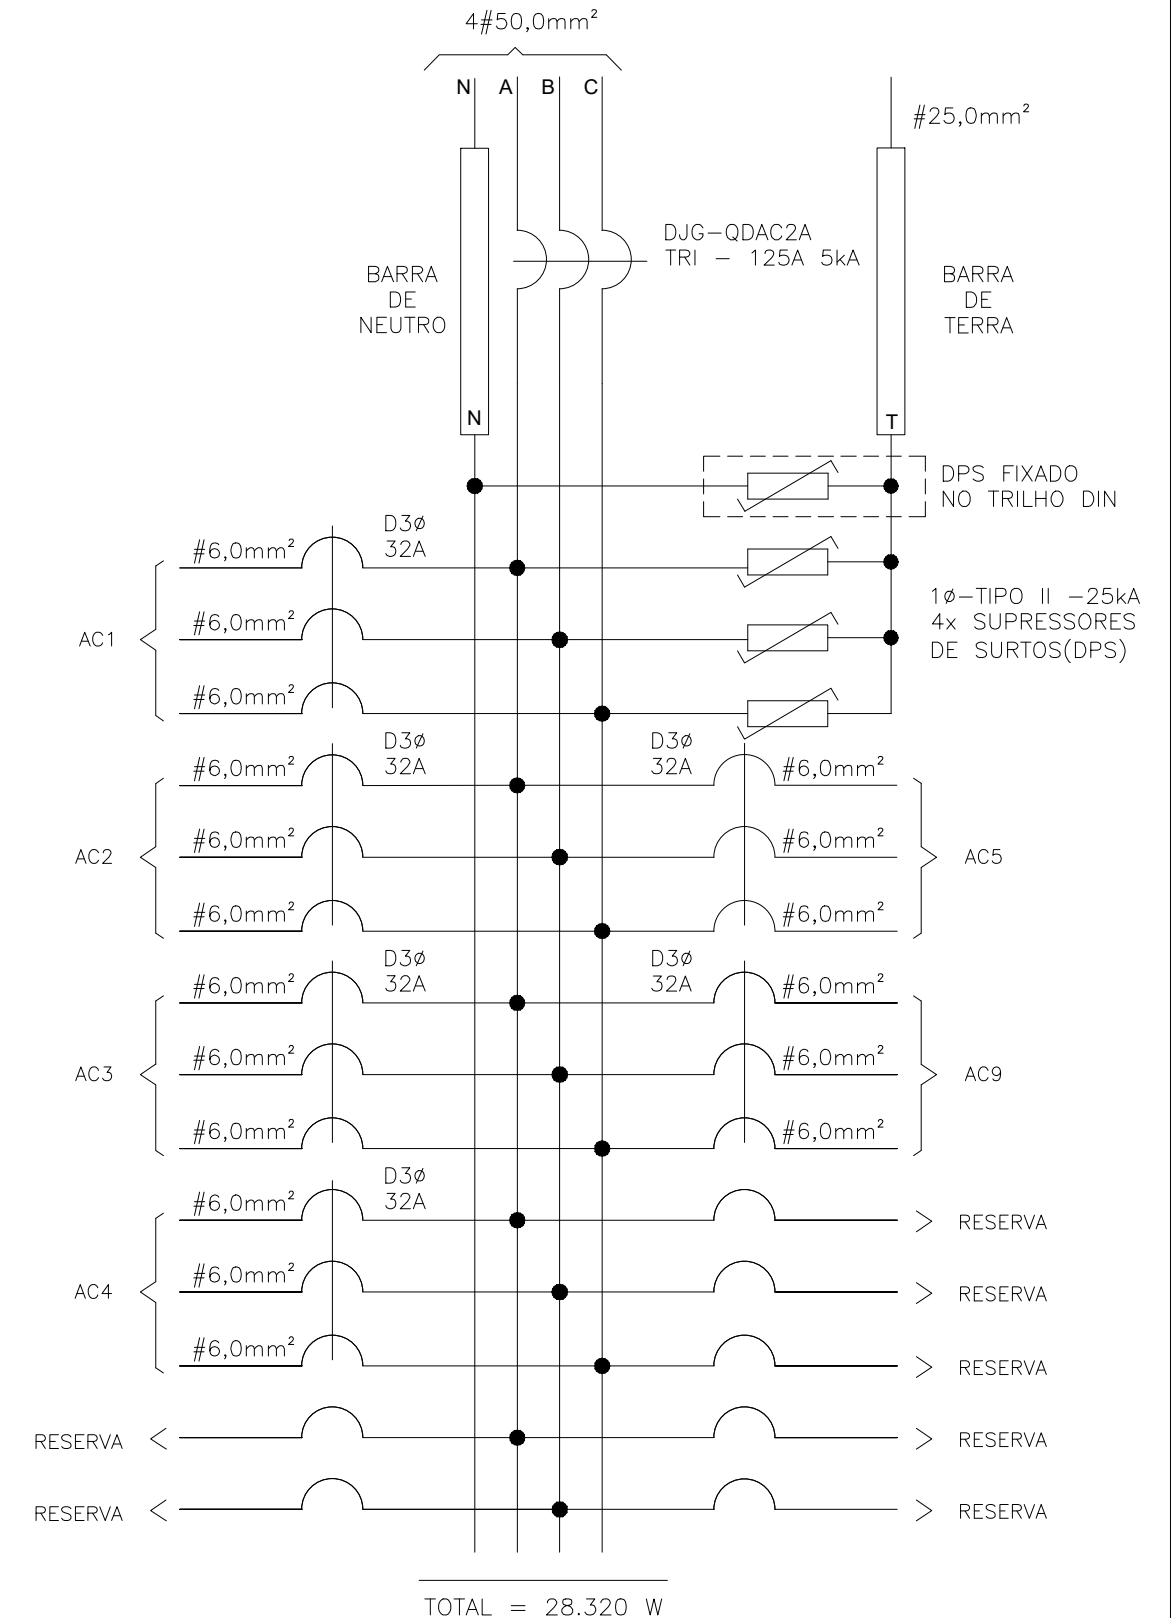 4#50,0mm²
N A B C
#25,0mm²
DJG-QDAC2A
TRI - 125A 5kA
BARRA
DE
NEUTRO
BARRA
DE
TERRA
N
T
DPS FIXADO
NO TRILHO DIN
D3ø
32A
#6,0mm²
#6,0mm²
#6,0mm²
AC1
1ø-TIPO II -25kA
4x SUPRESSORES
DE SURTOS(DPS)
D3ø
32A
#6,0mm²
#6,0mm²
#6,0mm²
AC2
D3ø
32A
#6,0mm²
#6,0mm²
#6,0mm²
AC5
D3ø
32A
#6,0mm²
#6,0mm²
#6,0mm²
AC3
D3ø
32A
#6,0mm²
#6,0mm²
#6,0mm²
AC9
D3ø
32A
#6,0mm²
#6,0mm²
#6,0mm²
AC4
RESERVA
RESERVA
RESERVA
RESERVA
RESERVA
RESERVA
RESERVA
TOTAL = 28.320 W